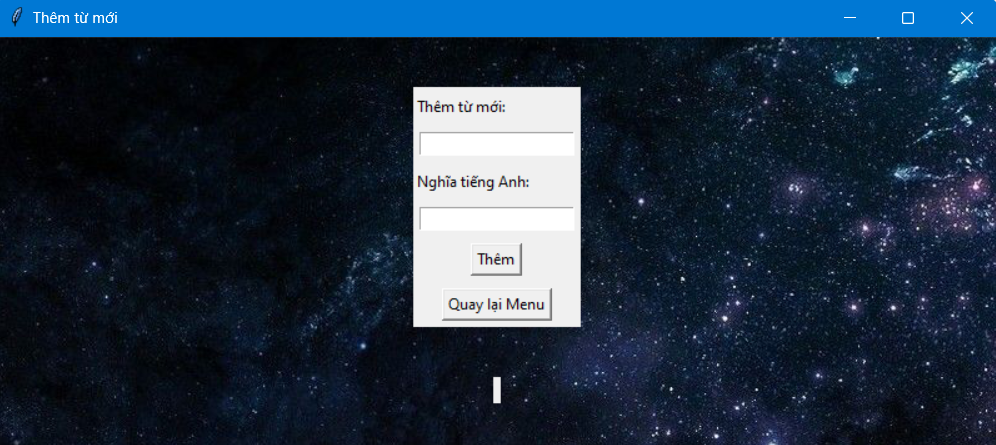 Thêm từ mới
Thêm từ mới:
Nghĩa tiếng Anh:
Thêm
Quay lại Menu